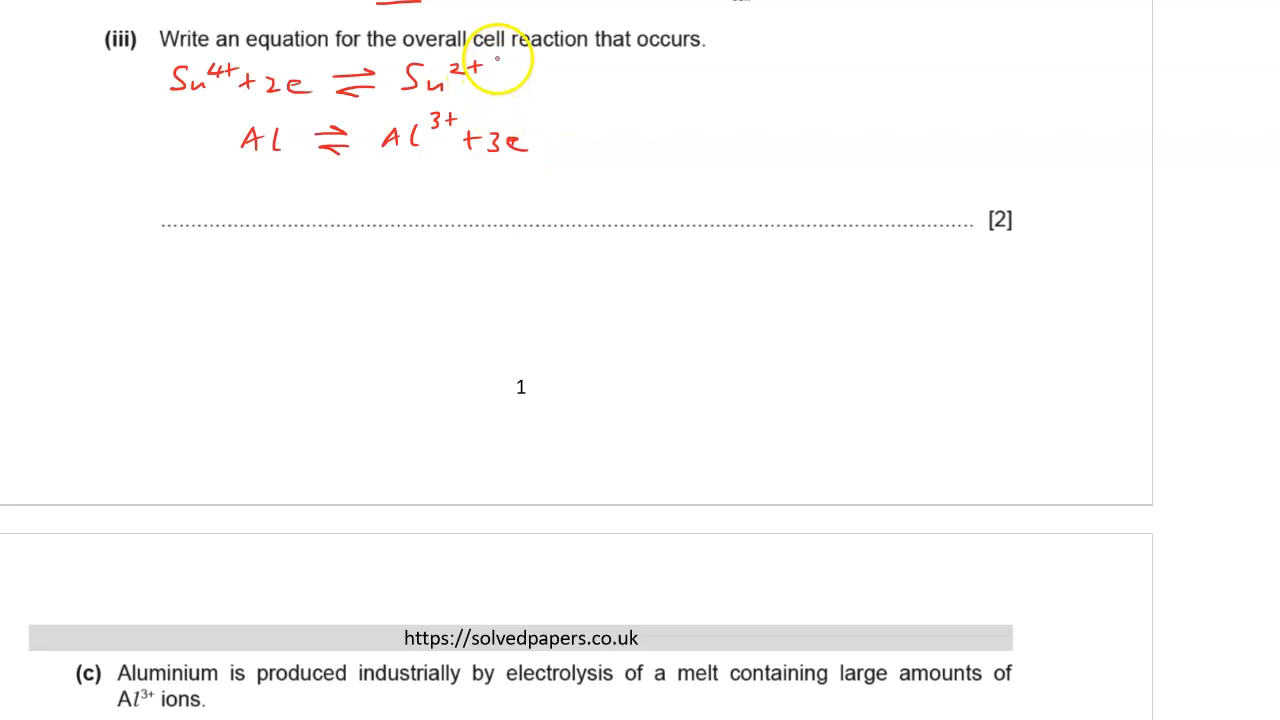 (iii) Write an equation for the overall cell reaction that occurs.
Sn⁴⁺ + 2e ⇌ Sn²⁺
Al ⇌ Al³⁺ + 3e
.......................................................................................................................... [2]
1
https://solvedpapers.co.uk
(c) Aluminium is produced industrially by electrolysis of a melt containing large amounts of
Al³⁺ ions.